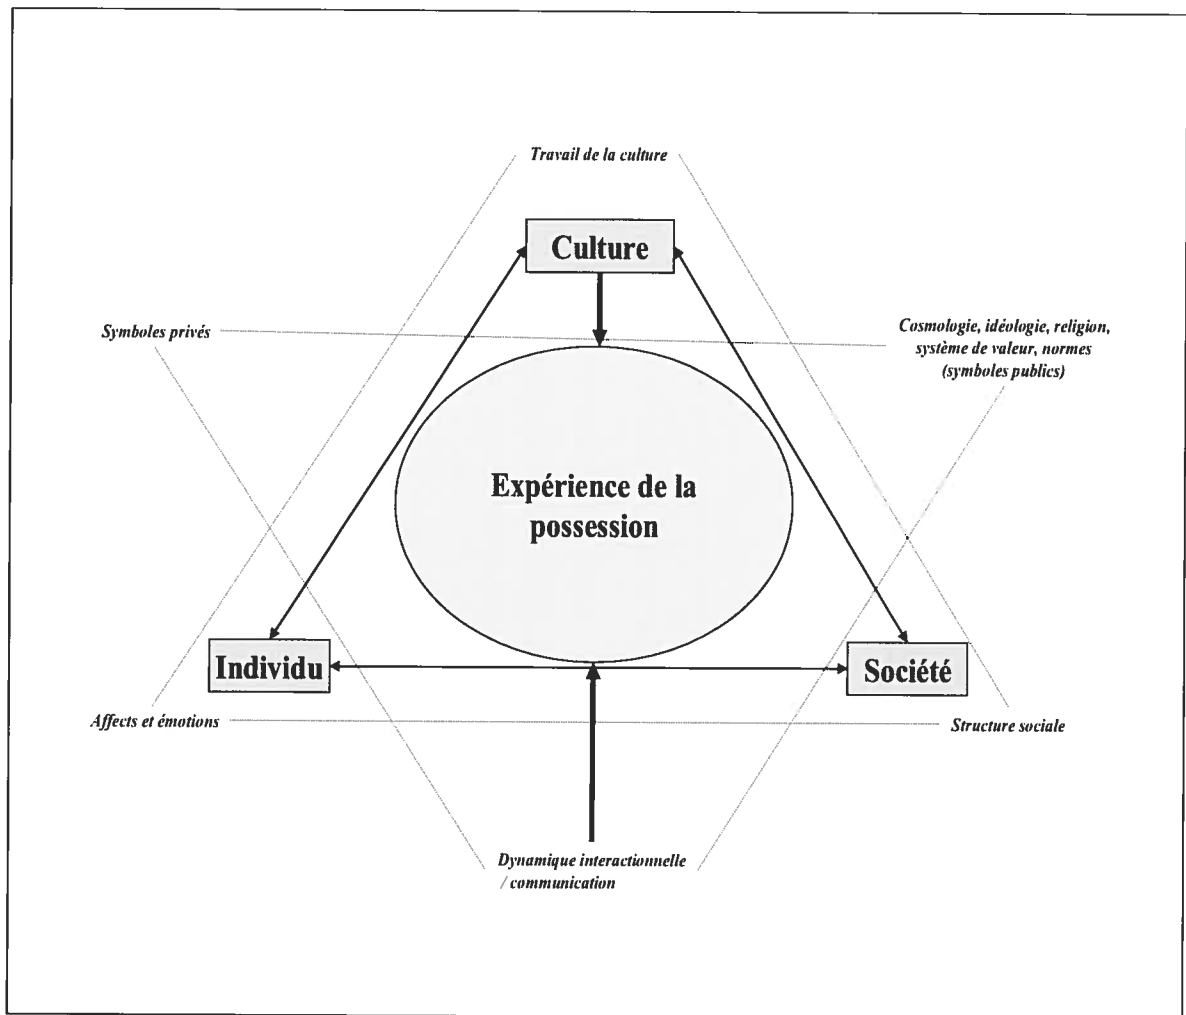 Travail de la culture
Culture
Symboles privés
Cosmologie, idéologie, religion,
système de valeur, normes
(symboles publics)
Expérience de la
possession
Individu
Société
Affects et émotions
Structure sociale
Dynamique interactionnelle
/ communication